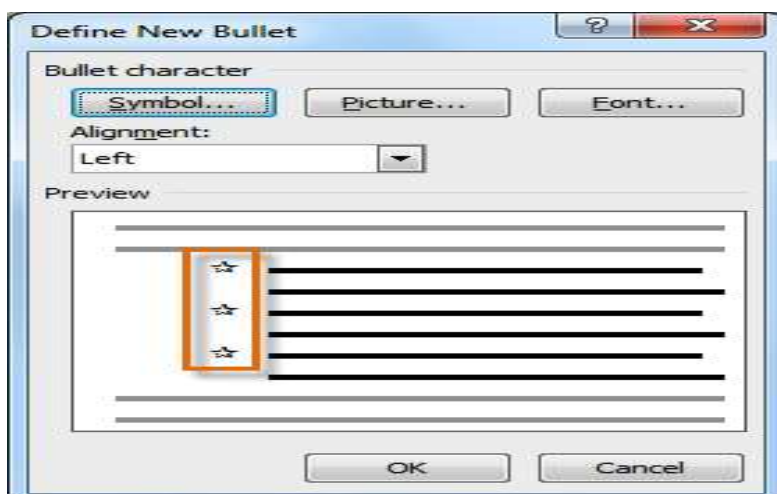 Define New Bullet
Bullet character
Symbol... Picture... Font...
Alignment:
Left
Preview
OK Cancel